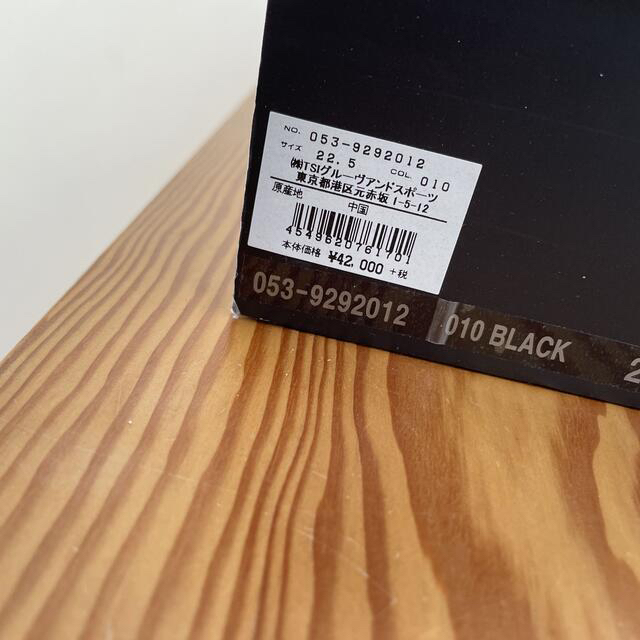 NO. 053-9292012
サイズ 22.5 COL. 010
㈱TSIグルーヴアンドスポーツ
東京都港区元赤坂1-5-12
原産地 中国
本体価格 ¥42,000 +税
053-9292012 010 BLACK 2